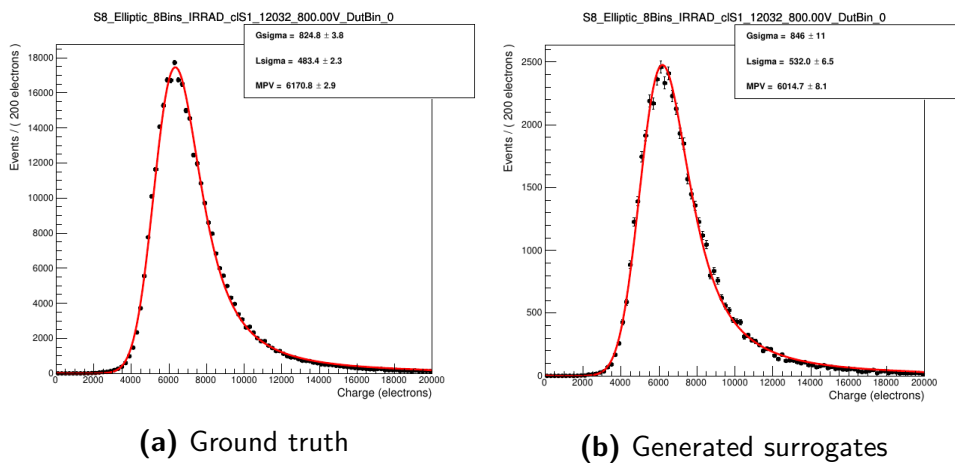 S8_Elliptic_8Bins_IRRAD_clS1_12032_800.00V_DutBin_0
Gsigma = 824.8 ± 3.8
Lsigma = 483.4 ± 2.3
MPV = 6170.8 ± 2.9
Events / ( 200 electrons )
18000
16000
14000
12000
10000
8000
6000
4000
2000
0
0 2000 4000 6000 8000 10000 12000 14000 16000 18000 20000
Charge (electrons)
(a) Ground truth
S8_Elliptic_8Bins_IRRAD_clS1_12032_800.00V_DutBin_0
Gsigma = 846 ± 11
Lsigma = 532.0 ± 6.5
MPV = 6014.7 ± 8.1
Events / ( 200 electrons )
2500
2000
1500
1000
500
0
0 2000 4000 6000 8000 10000 12000 14000 16000 18000 20000
Charge (electrons)
(b) Generated surrogates